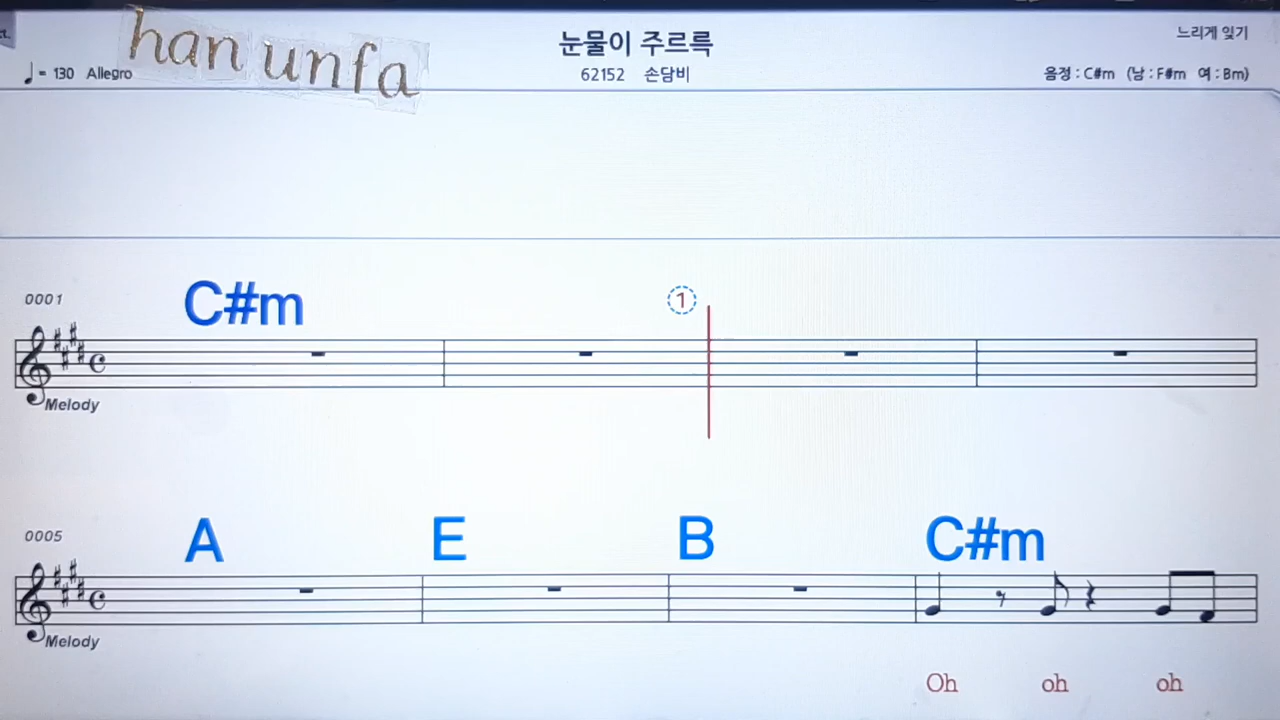 han unfa
눈물이 주르륵
느리게 잊기
♩ = 130 Allegro
62152 손담비
음정 : C#m (남 : F#m 여 : Bm)
0001
C#m
1
Melody
0005
A E B C#m
Melody
Oh oh oh